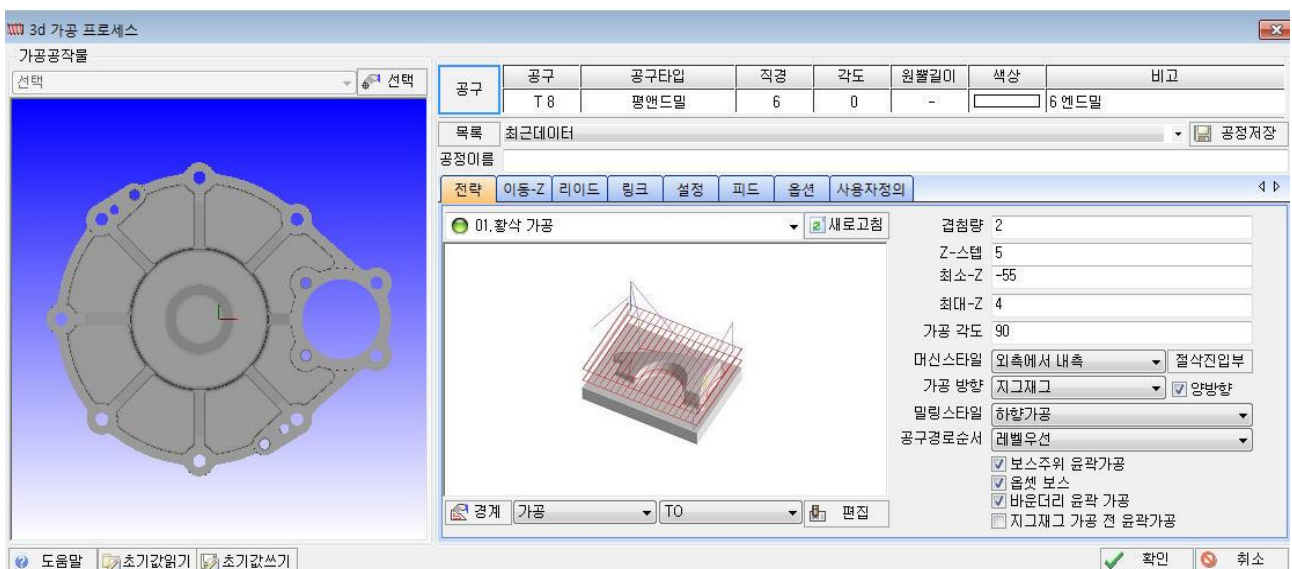 3d 가공 프로세스
가공공작물
선택 선택
공구 공구 공구타입 직경 각도 원뿔길이 색상 비고
T 8 평앤드밀 6 0 - 6 엔드밀
목록 최근데이터 공정저장
공정이름
전략 이동-Z 리이드 링크 설정 피드 옵션 사용자정의
01.황삭 가공 새로고침
겹침량 2
Z-스텝 5
최소-Z -55
최대-Z 4
가공 각도 90
머신스타일 외측에서 내측 절삭진입부
가공 방향 지그재그 양방향
밀링스타일 하향가공
공구경로순서 레벨우선
보스주위 윤곽가공
옵셋 보스
바운더리 윤곽 가공
지그재그 가공 전 윤곽가공
경계 가공 TO 편집
도움말 초기값읽기 초기값쓰기 확인 취소